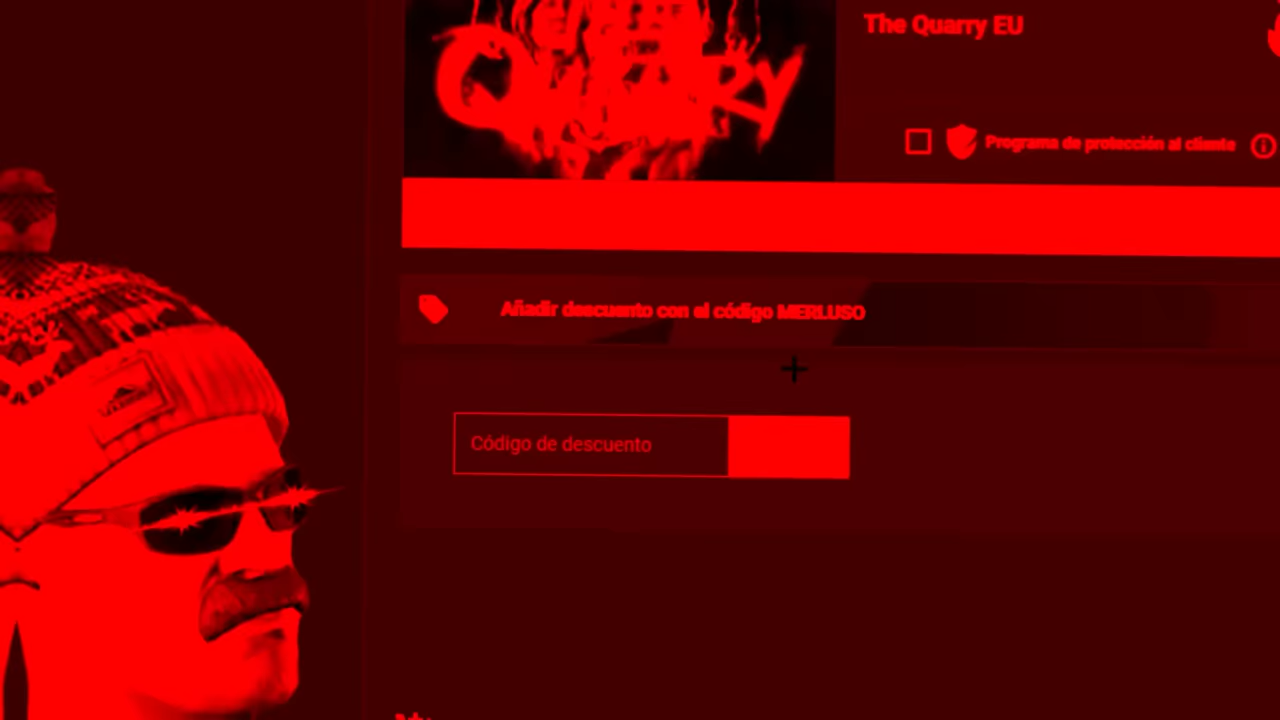 QUARRY
The Quarry EU
Programa de protección al cliente
Añadir descuento con el código MERLUSO
Código de descuento